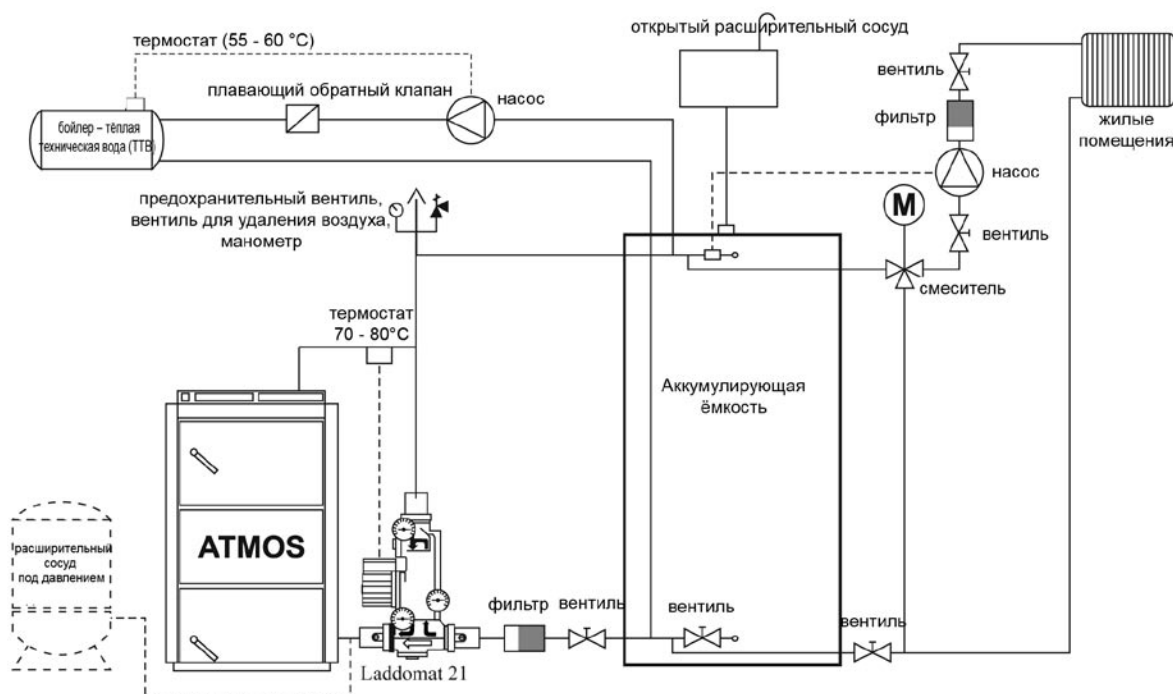 термостат (55 - 60 °C)
открытый расширительный сосуд
вентиль
плавающий обратный клапан
насос
фильтр
жилые
помещения
бойлер – тёплая
техническая вода (ТТВ)
насос
предохранительный вентиль,
вентиль для удаления воздуха,
манометр
M
вентиль
смеситель
термостат
70 - 80°C
Аккумулирующая
ёмкость
ATMOS
расширительный
сосуд
под давлением
фильтр
вентиль
вентиль
вентиль
Laddomat 21